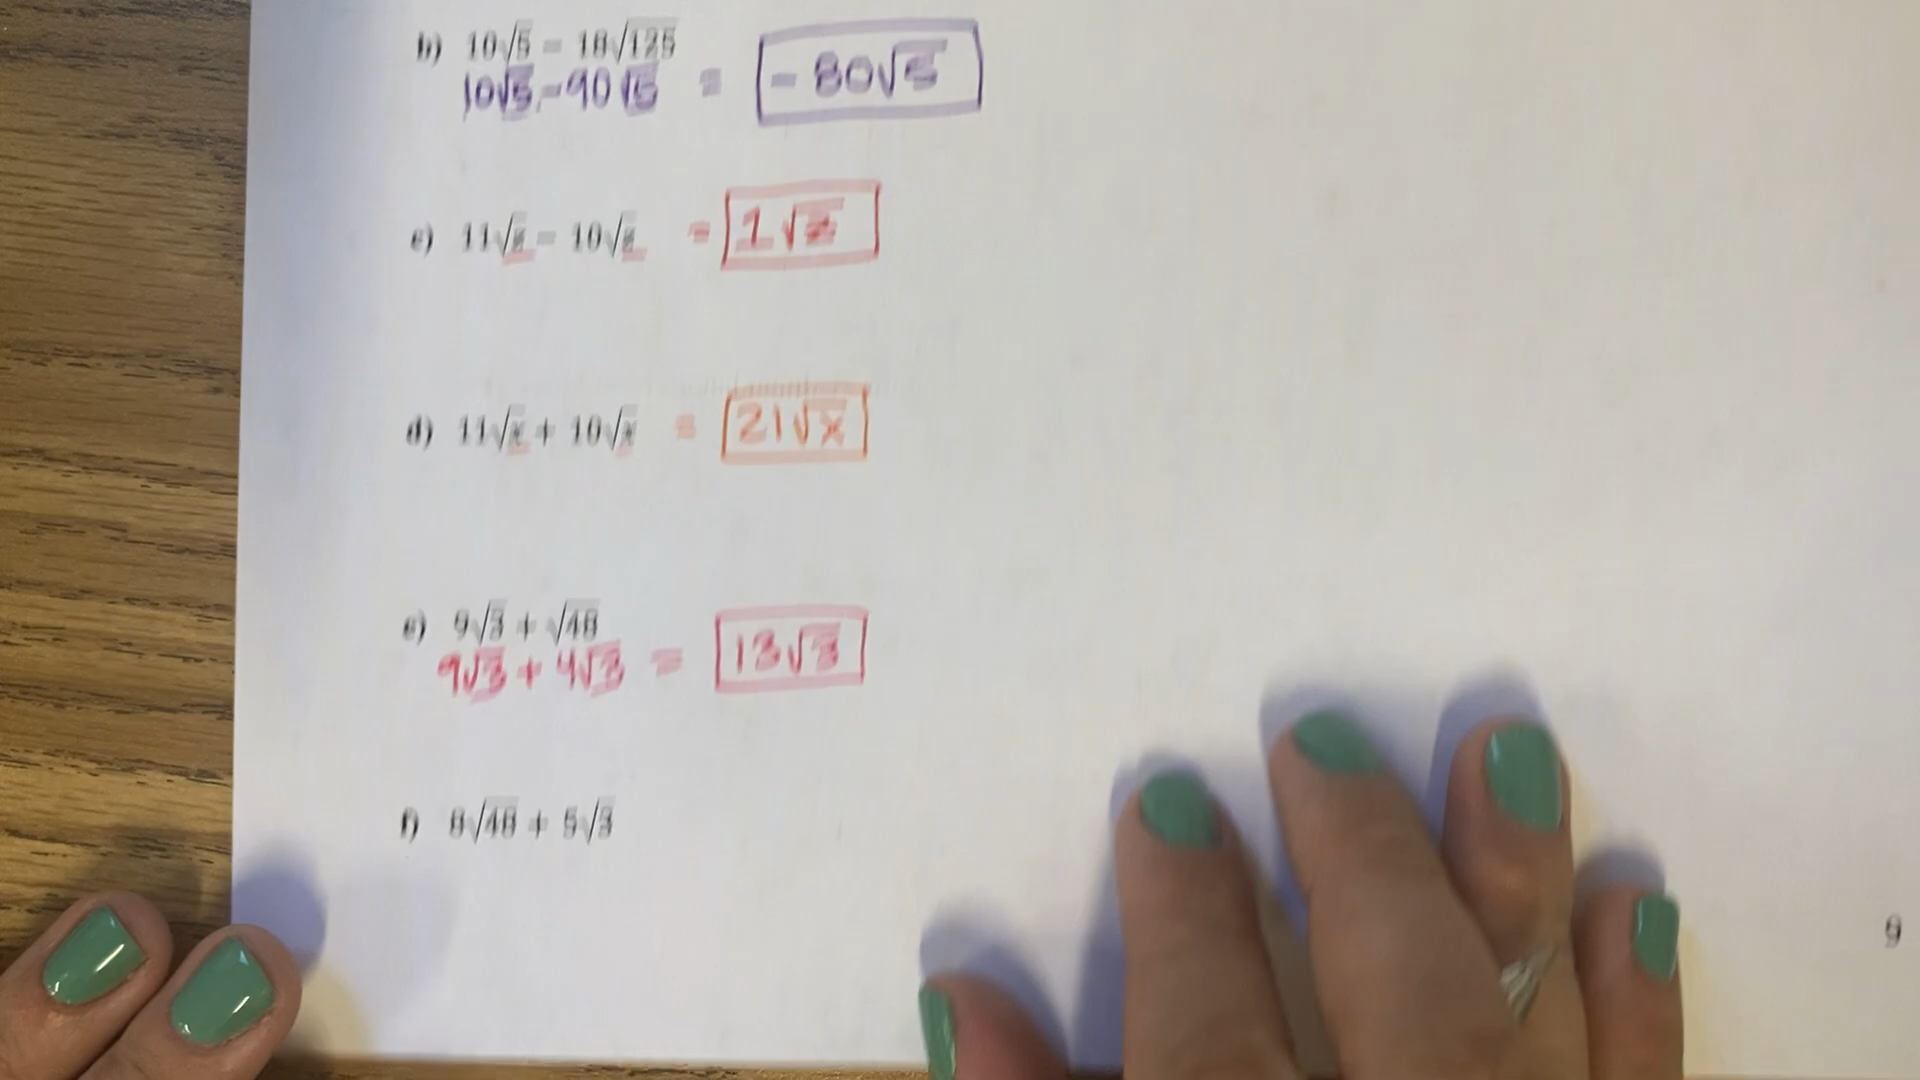 b) 10√5 - 18√125
10√5 - 90√5 = -80√5
c) 11√z - 10√z = 1√z
d) 11√x + 10√x = 21√x
e) 9√3 + √48
9√3 + 4√3 = 13√3
f) 8√48 + 5√3
9